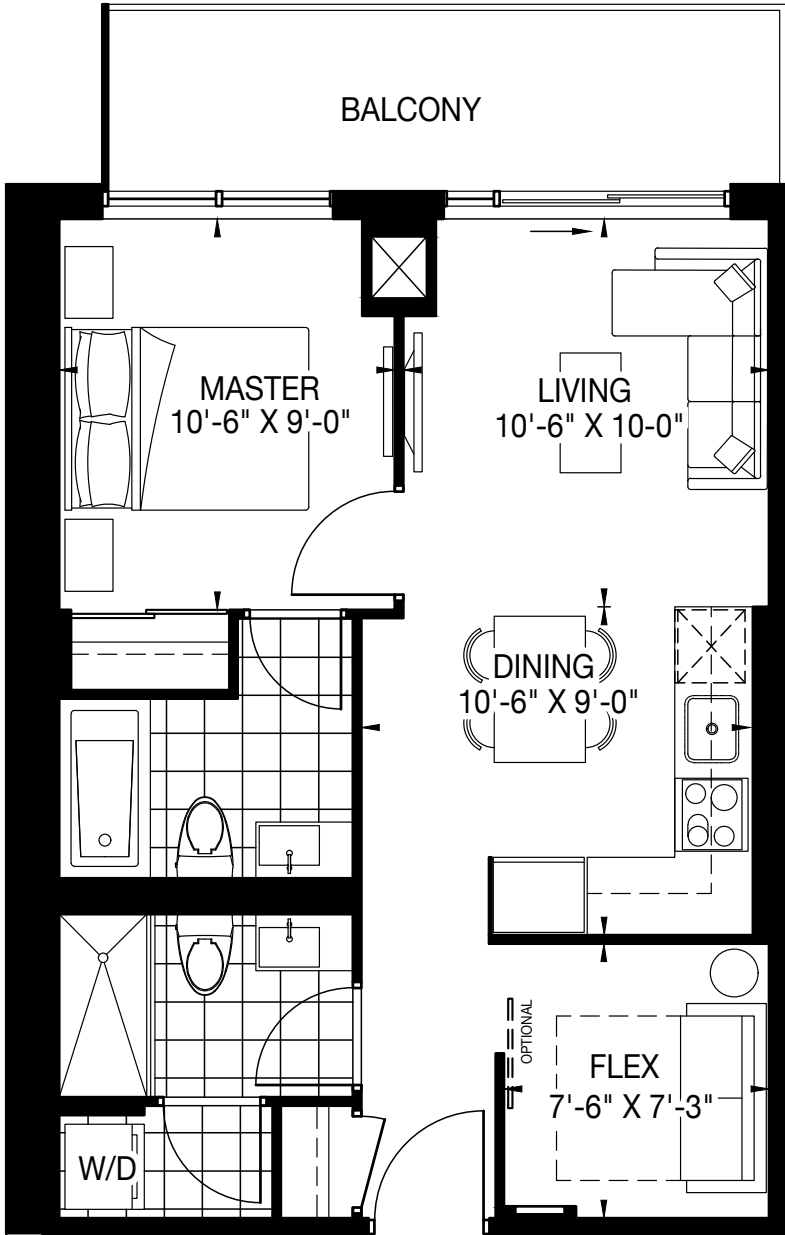 BALCONY
MASTER
10'-6" X 9'-0"
LIVING
10'-6" X 10-0"
DINING
10'-6" X 9'-0"
OPTIONAL
FLEX
7'-6" X 7'-3"
W/D